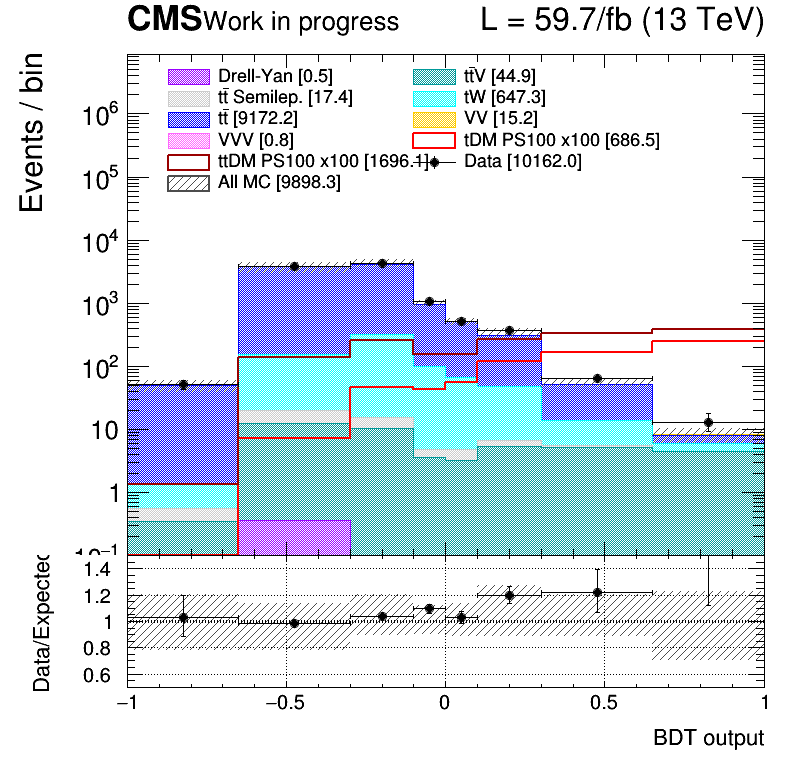 CMS Work in progress L = 59.7/fb (13 TeV)
Events / bin
Drell-Yan [0.5] tt̄V [44.9]
tt̄ Semilep. [17.4] tW [647.3]
tt̄ [9172.2] VV [15.2]
VVV [0.8] tDM PS100 x100 [686.5]
ttDM PS100 x100 [1696.1] Data [10162.0]
All MC [9898.3]
10⁶
10⁵
10⁴
10³
10²
10
1
10⁻¹
Data/Expected
1.4
1.2
1
0.8
0.6
−1 −0.5 0 0.5 1
BDT output